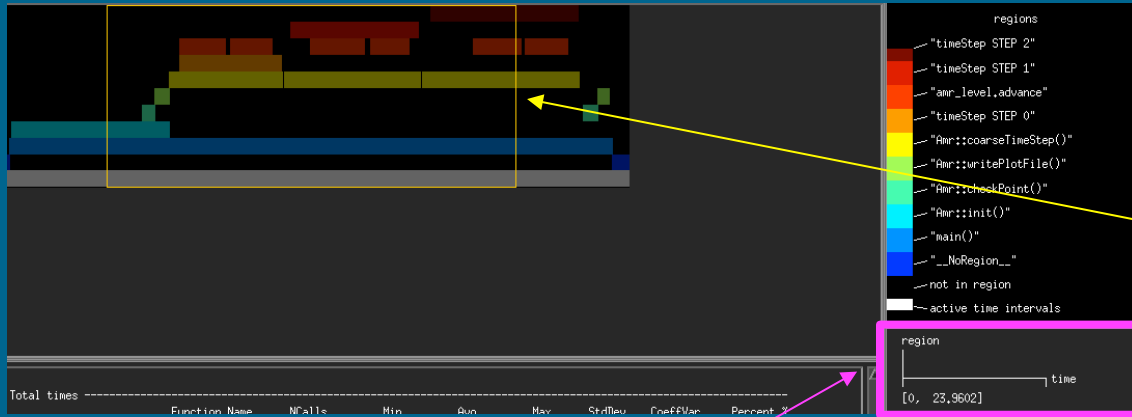 regions
"timeStep STEP 2"
"timeStep STEP 1"
"amr_level.advance"
"timeStep STEP 0"
"Amr::coarseTimeStep()"
"Amr::writePlotFile()"
"Amr::checkPoint()"
"Amr::init()"
"main()"
"__NoRegion__"
not in region
active time intervals
region
time
[0, 23.9602]
Total times
Function Name NCalls Min Avg Max StdDev CoeffVar Percent %